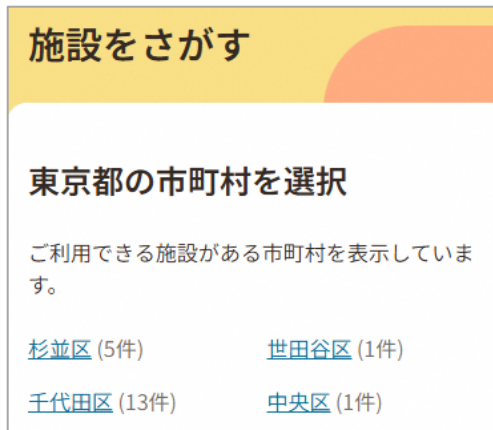 施設をさがす
東京都の市町村を選択
ご利用できる施設がある市町村を表示していま
す。
杉並区 (5件) 世田谷区 (1件)
千代田区 (13件) 中央区 (1件)